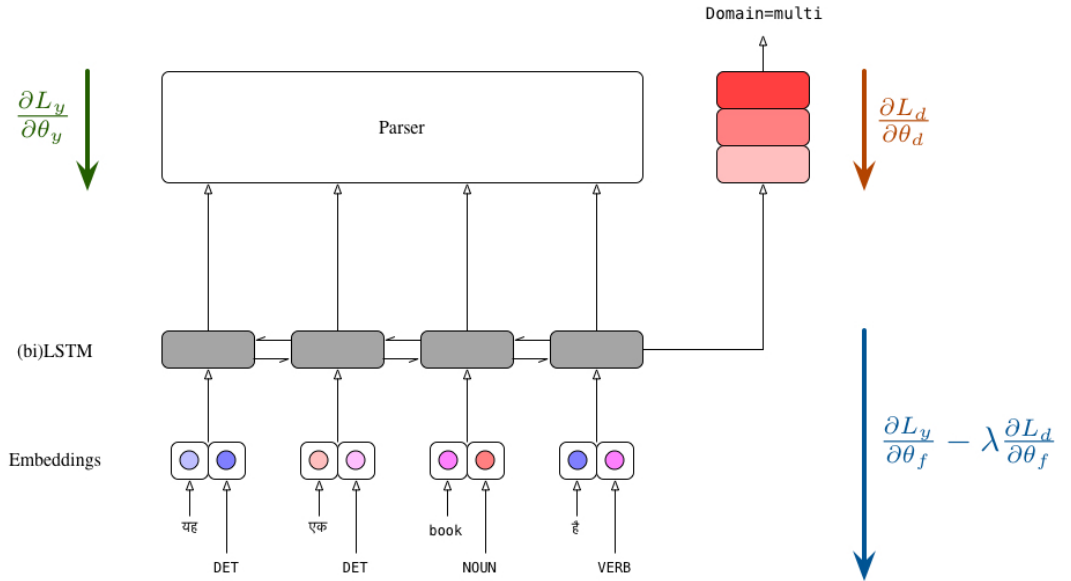 Domain=multi
∂L_y/∂θ_y
Parser
∂L_d/∂θ_d
(bi)LSTM
∂L_y/∂θ_f − λ ∂L_d/∂θ_f
Embeddings
यह एक book है
DET DET NOUN VERB